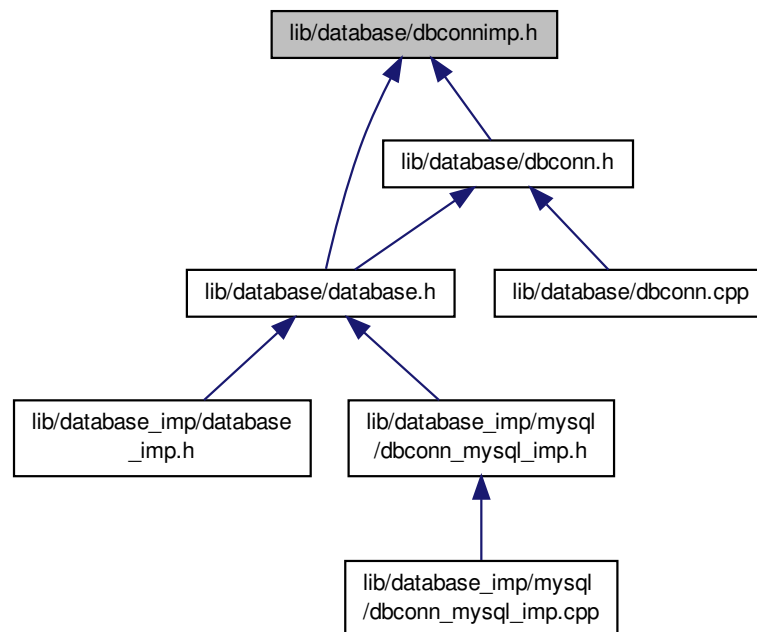 lib/database/dbconnimp.h
lib/database/dbconn.h
lib/database/database.h
lib/database/dbconn.cpp
lib/database_imp/database
_imp.h
lib/database_imp/mysql
/dbconn_mysql_imp.h
lib/database_imp/mysql
/dbconn_mysql_imp.cpp